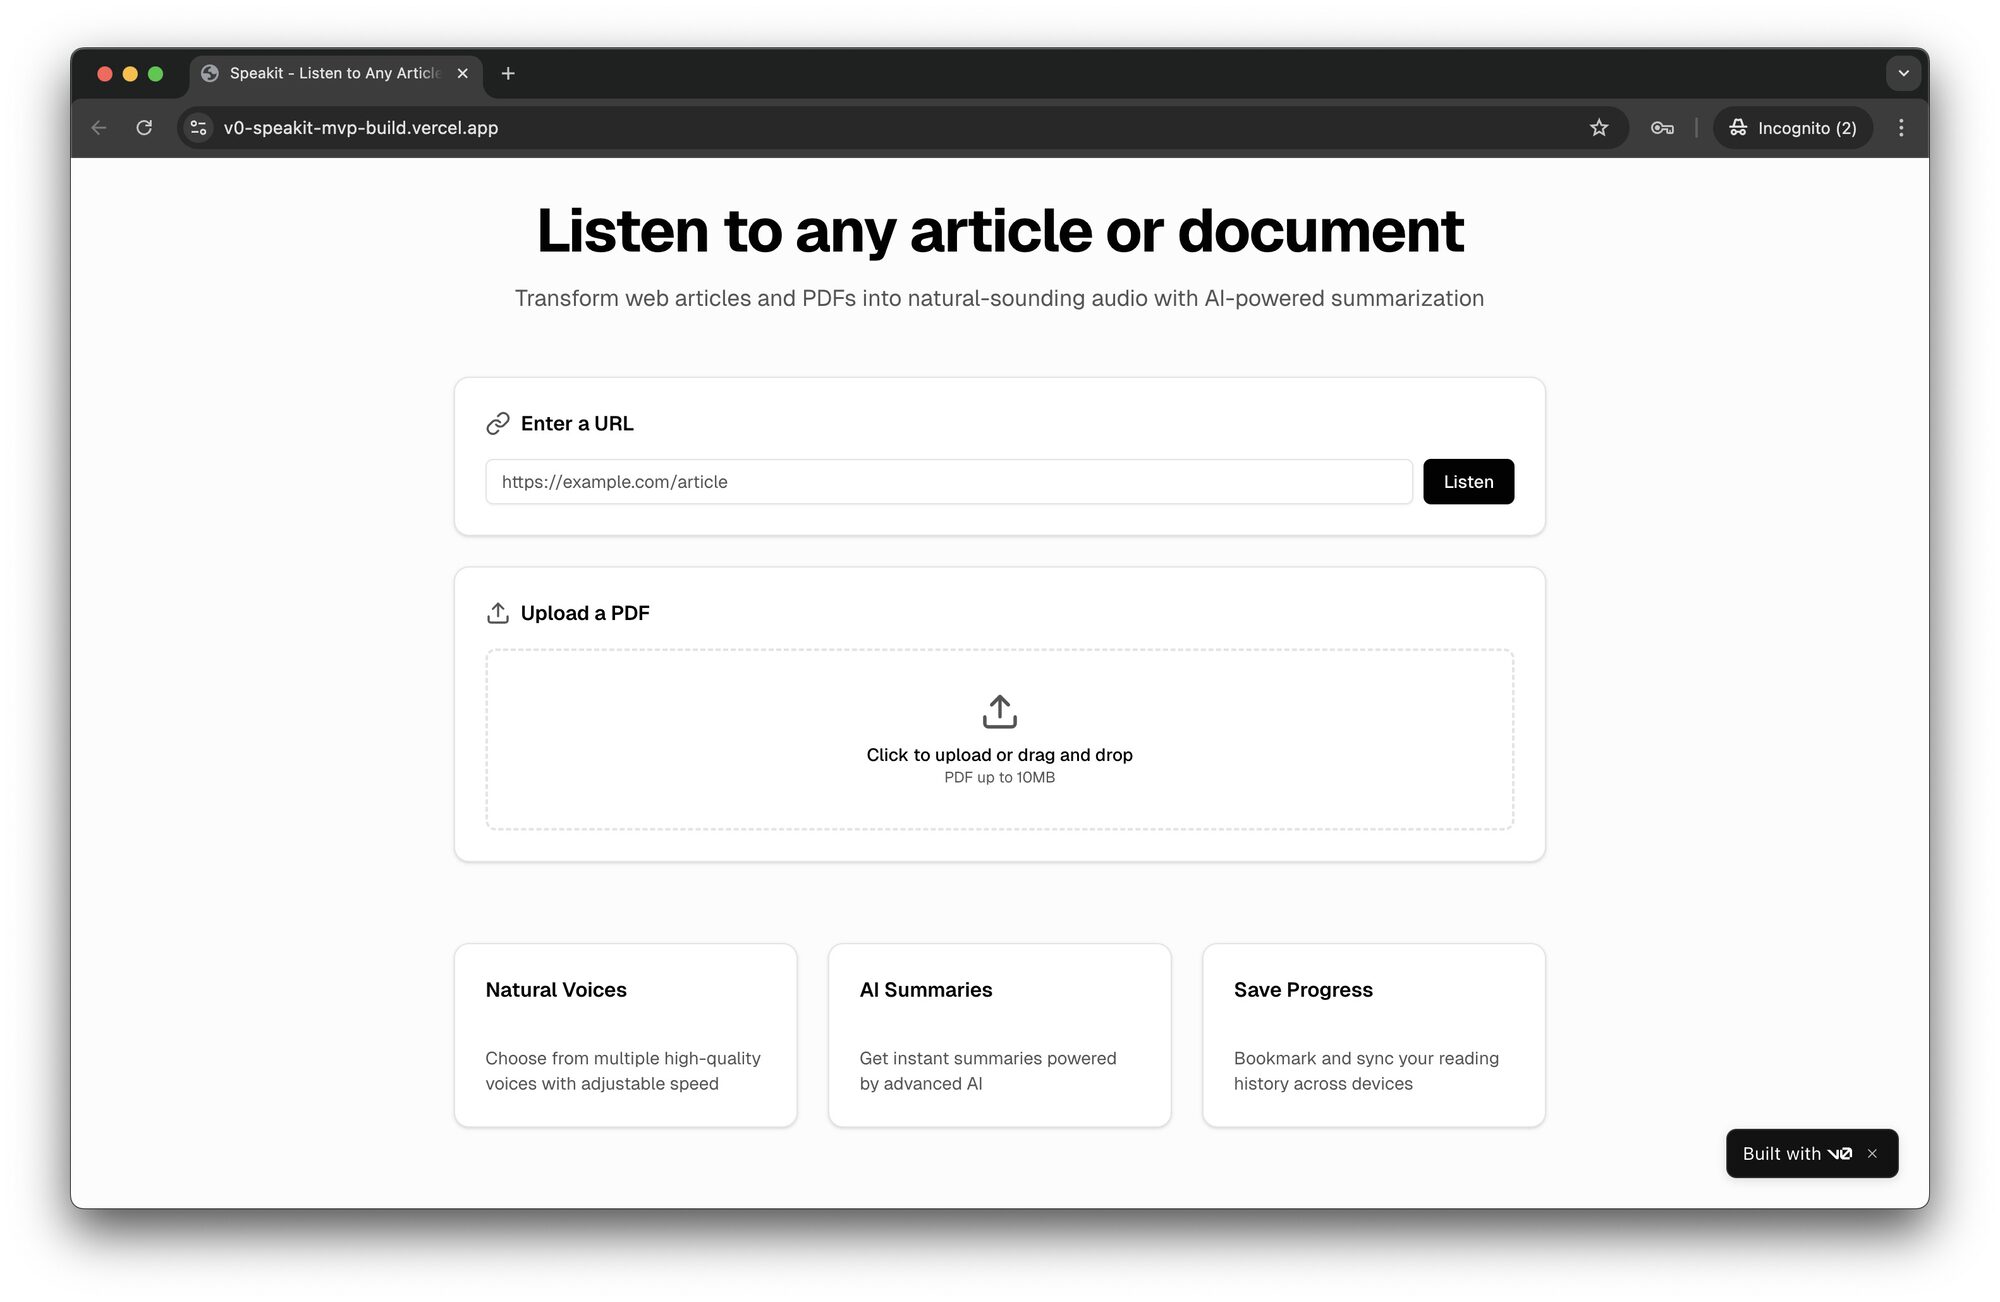 Speakit - Listen to Any Article
v0-speakit-mvp-build.vercel.app
Incognito (2)
Listen to any article or document
Transform web articles and PDFs into natural-sounding audio with AI-powered summarization
Enter a URL
https://example.com/article
Listen
Upload a PDF
Click to upload or drag and drop
PDF up to 10MB
Natural Voices
Choose from multiple high-quality
voices with adjustable speed
AI Summaries
Get instant summaries powered
by advanced AI
Save Progress
Bookmark and sync your reading
history across devices
Built with v0